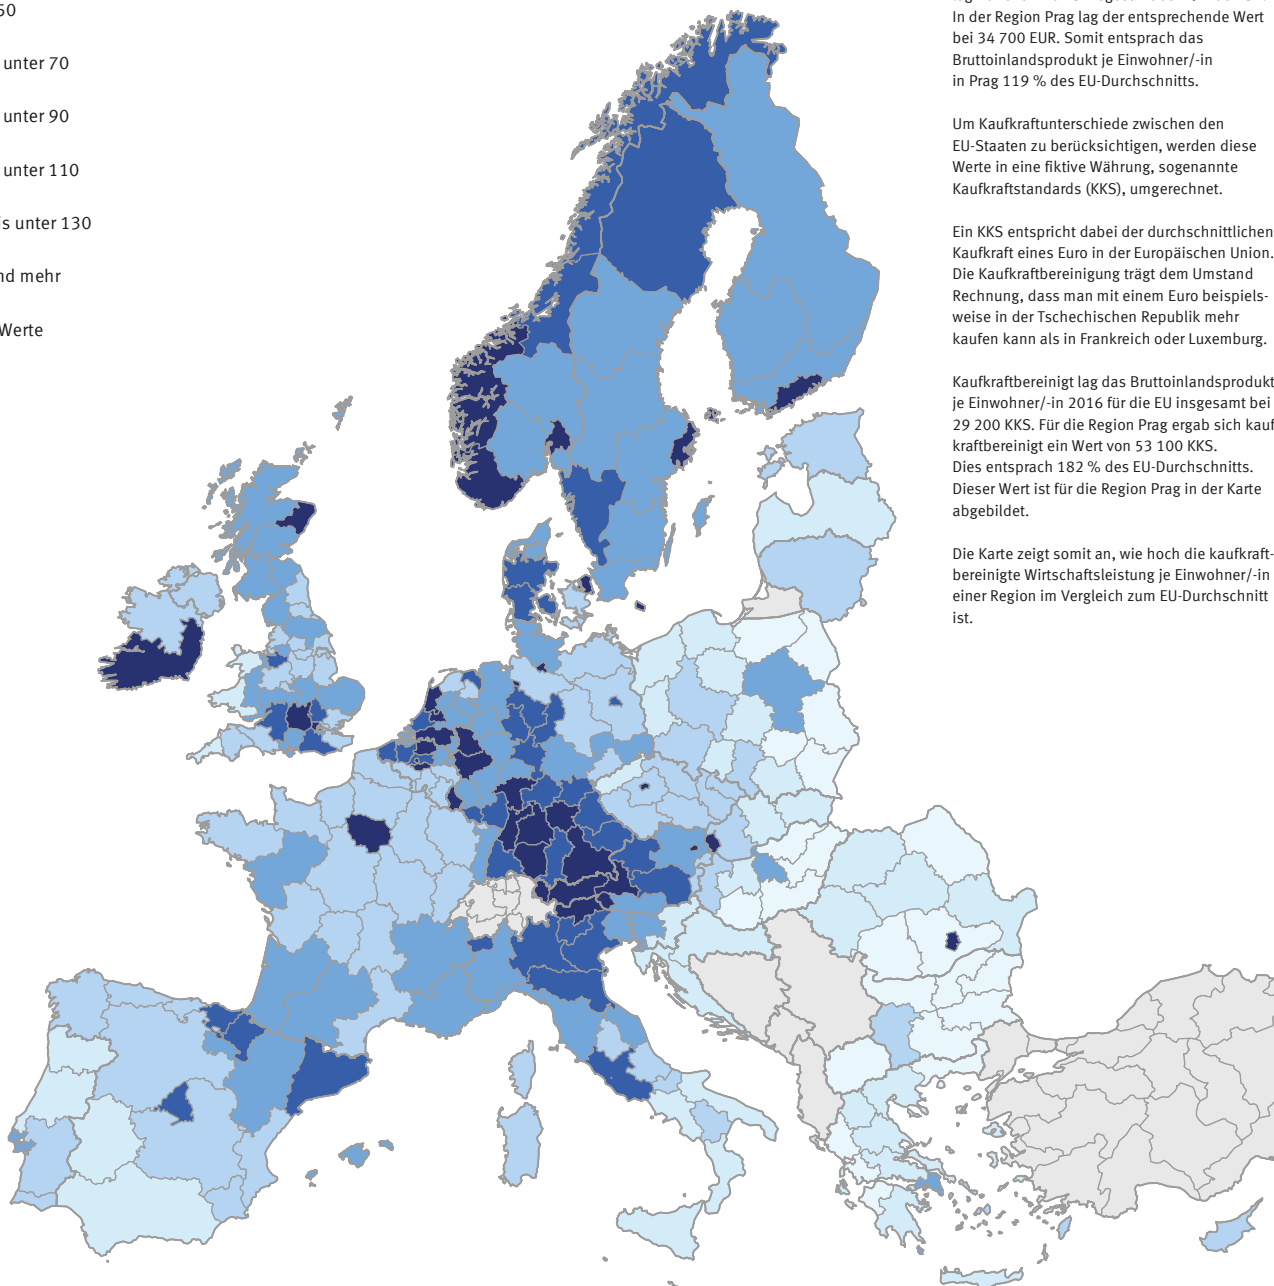 50
unter 70
unter 90
unter 110
is unter 130
nd mehr
Werte
In der Region Prag lag der entsprechende Wert
bei 34 700 EUR. Somit entsprach das
Bruttoinlandsprodukt je Einwohner/-in
in Prag 119 % des EU-Durchschnitts.
Um Kaufkraftunterschiede zwischen den
EU-Staaten zu berücksichtigen, werden diese
Werte in eine fiktive Währung, sogenannte
Kaufkraftstandards (KKS), umgerechnet.
Ein KKS entspricht dabei der durchschnittlichen
Kaufkraft eines Euro in der Europäischen Union.
Die Kaufkraftbereinigung trägt dem Umstand
Rechnung, dass man mit einem Euro beispiels-
weise in der Tschechischen Republik mehr
kaufen kann als in Frankreich oder Luxemburg.
Kaufkraftbereinigt lag das Bruttoinlandsprodukt
je Einwohner/-in 2016 für die EU insgesamt bei
29 200 KKS. Für die Region Prag ergab sich kauf
kraftbereinigt ein Wert von 53 100 KKS.
Dies entsprach 182 % des EU-Durchschnitts.
Dieser Wert ist für die Region Prag in der Karte
abgebildet.
Die Karte zeigt somit an, wie hoch die kaufkraft-
bereinigte Wirtschaftsleistung je Einwohner/-in
einer Region im Vergleich zum EU-Durchschnitt
ist.